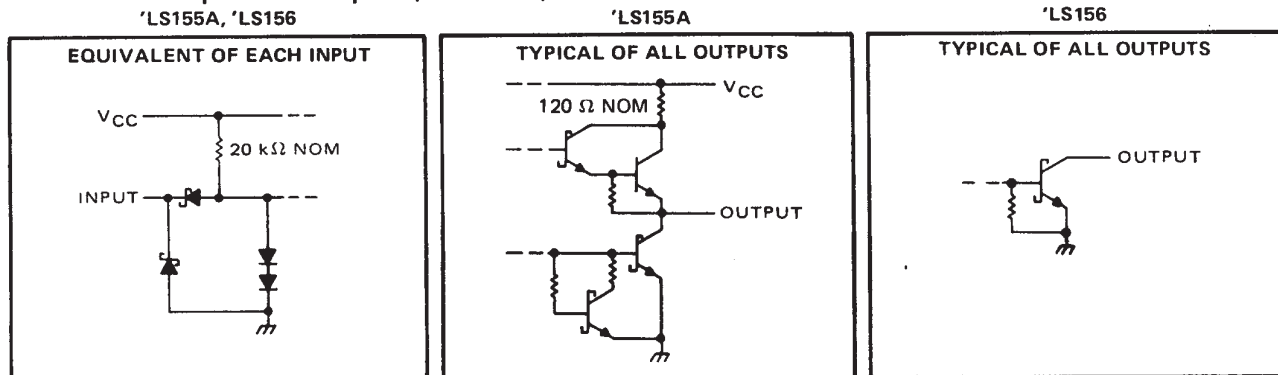 'LS155A, 'LS156
EQUIVALENT OF EACH INPUT
VCC
20 kΩ NOM
INPUT
'LS155A
TYPICAL OF ALL OUTPUTS
VCC
120 Ω NOM
OUTPUT
'LS156
TYPICAL OF ALL OUTPUTS
OUTPUT